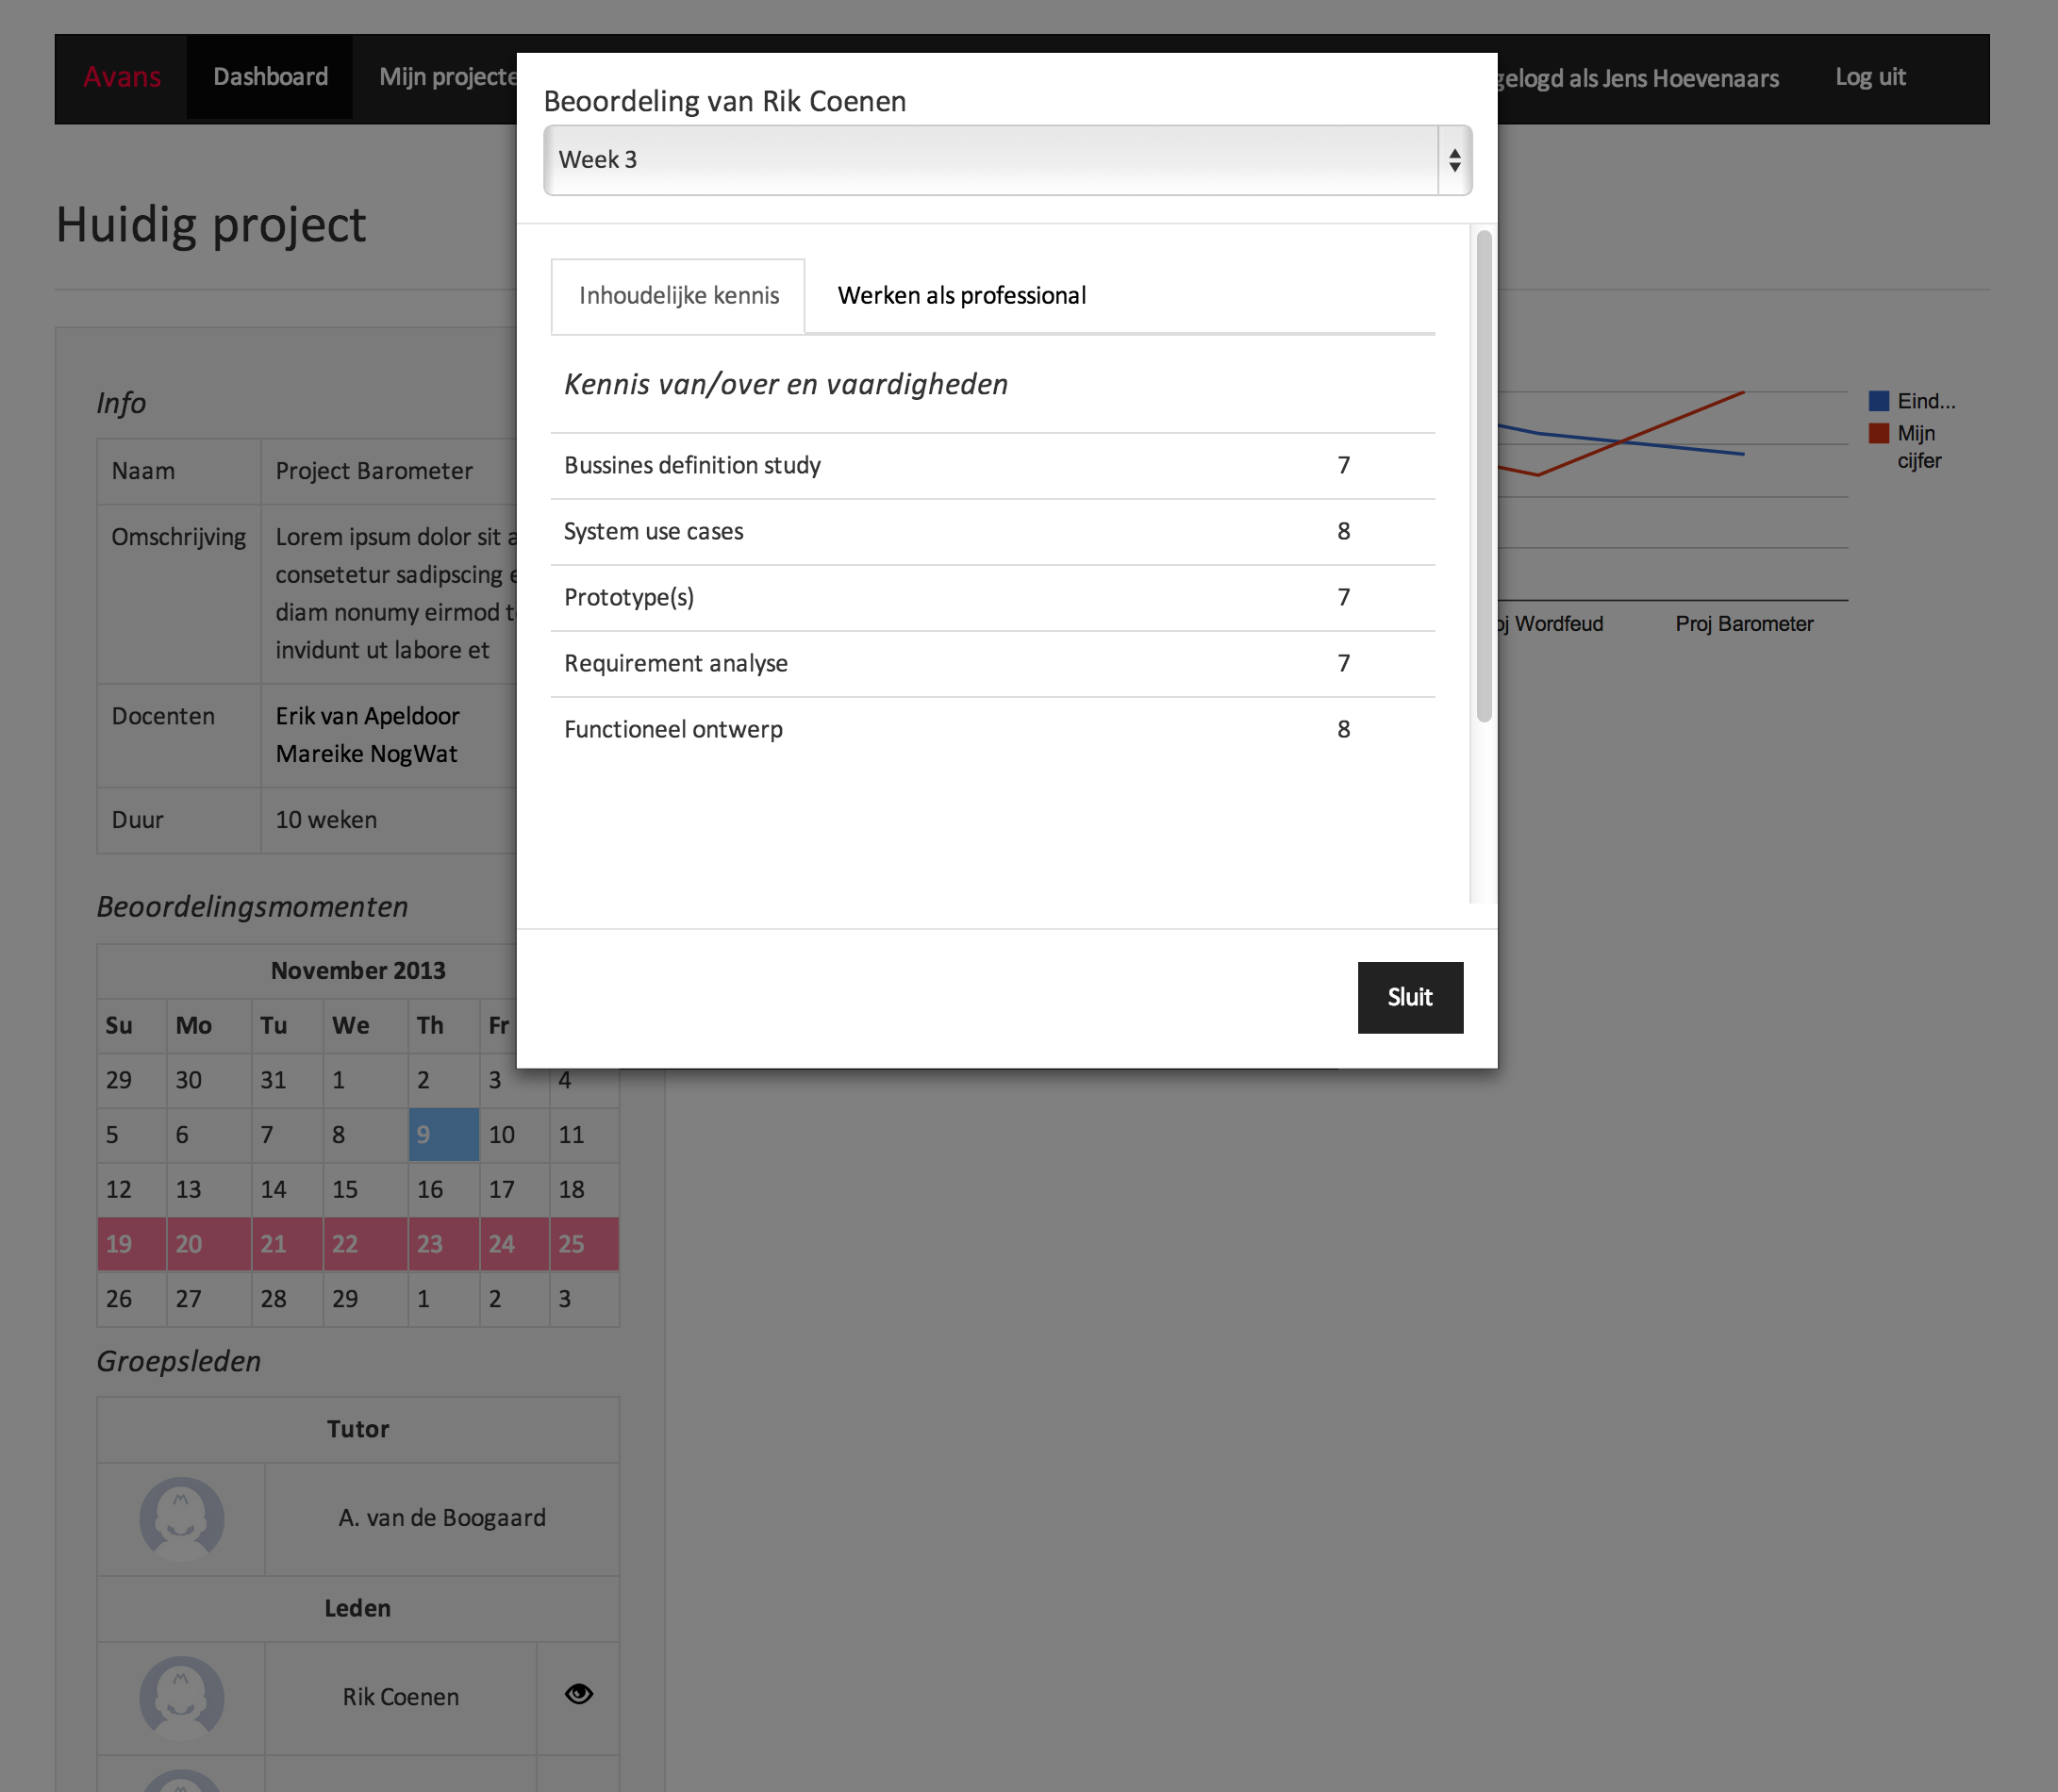 Avans Dashboard Mijn projecte
elogd als Jens Hoevenaars Log uit
Beoordeling van Rik Coenen
Week 3
Inhoudelijke kennis Werken als professional
Kennis van/over en vaardigheden
Bussines definition study 7
System use cases 8
Prototype(s) 7
Requirement analyse 7
Functioneel ontwerp 8
Sluit
Huidig project
Info
Naam Project Barometer
Omschrijving Lorem ipsum dolor sit a
consetetur sadipscing e
diam nonumy eirmod t
invidunt ut labore et
Docenten Erik van Apeldoor
Mareike NogWat
Duur 10 weken
Beoordelingsmomenten
November 2013
Su Mo Tu We Th Fr
29 30 31 1 2 3 4
5 6 7 8 9 10 11
12 13 14 15 16 17 18
19 20 21 22 23 24 25
26 27 28 29 1 2 3
Groepsleden
Tutor
A. van de Boogaard
Leden
Rik Coenen
Eind...
Mijn
cijfer
j Wordfeud Proj Barometer